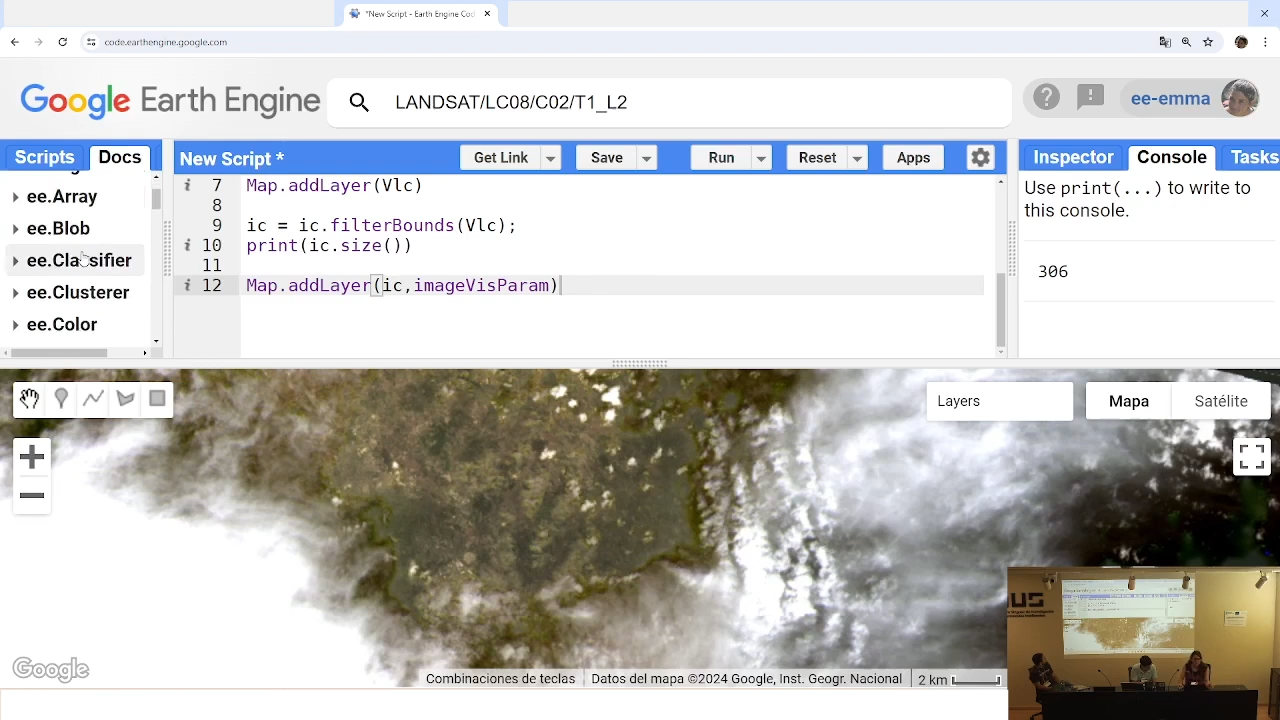 *New Script - Earth Engine Cod
code.earthengine.google.com
Google Earth Engine
LANDSAT/LC08/C02/T1_L2
ee-emma
Scripts
Docs
New Script *
Get Link
Save
Run
Reset
Apps
Inspector
Console
Tasks
ee.Array
ee.Blob
ee.Classifier
ee.Clusterer
ee.Color
7 Map.addLayer(Vlc)
8
9 ic = ic.filterBounds(Vlc);
10 print(ic.size())
11
12 Map.addLayer(ic,imageVisParam)
Use print(...) to write to
this console.
306
Layers
Mapa
Satélite
Google
Combinaciones de teclas
Datos del mapa ©2024 Google, Inst. Geogr. Nacional
2 km